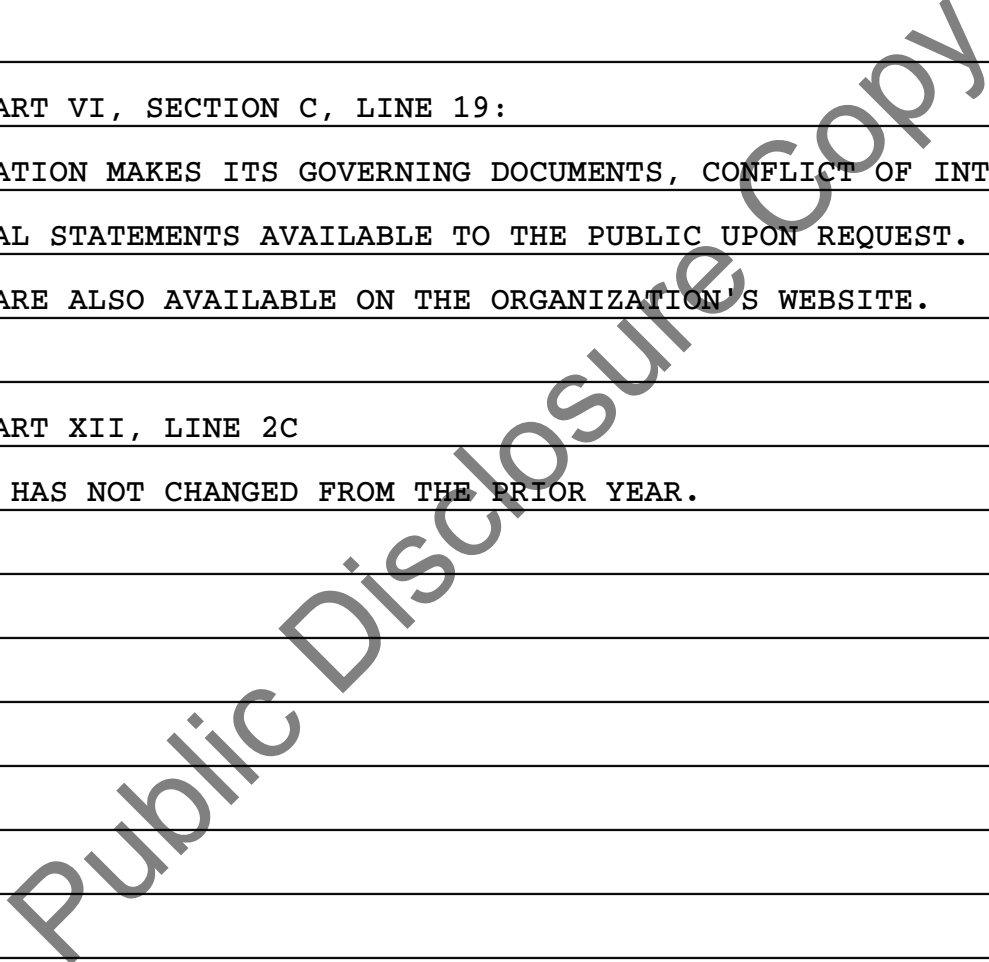 ART VI, SECTION C, LINE 19:
ATION MAKES ITS GOVERNING DOCUMENTS, CONFLICT OF INT
AL STATEMENTS AVAILABLE TO THE PUBLIC UPON REQUEST.
ARE ALSO AVAILABLE ON THE ORGANIZATION'S WEBSITE.
ART XII, LINE 2C
HAS NOT CHANGED FROM THE PRIOR YEAR.
Public Disclosure Copy